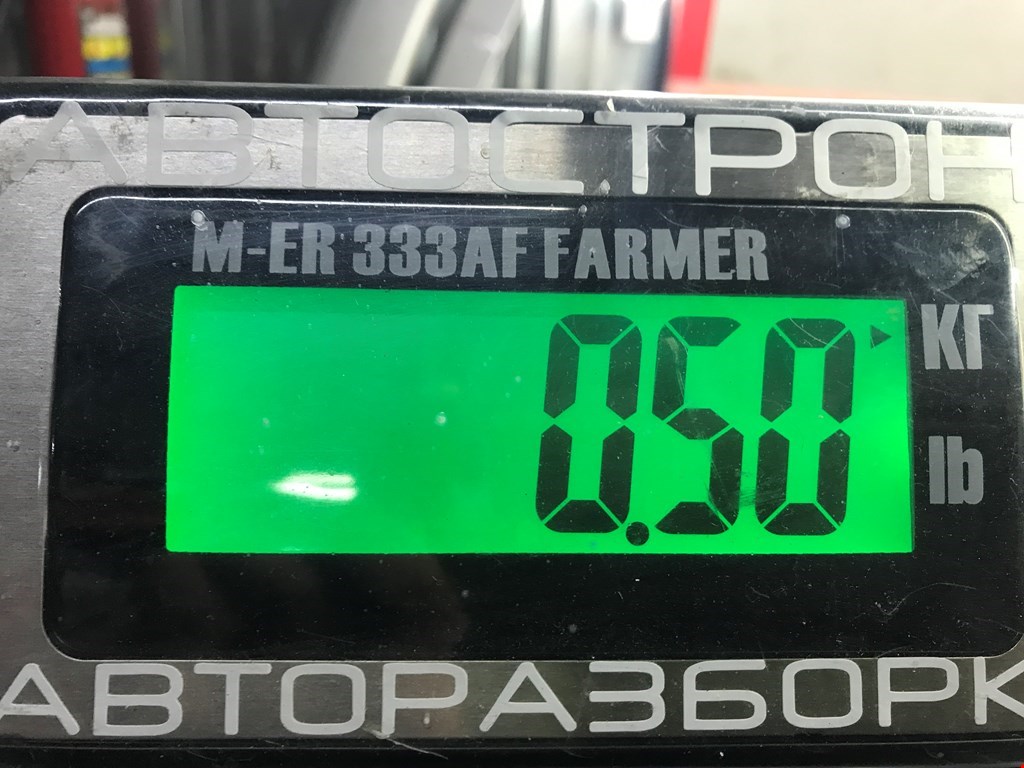 АВТОСТРОН
M-ER 333AF FARMER
0.50
КГ
lb
АВТОРАЗБОРК